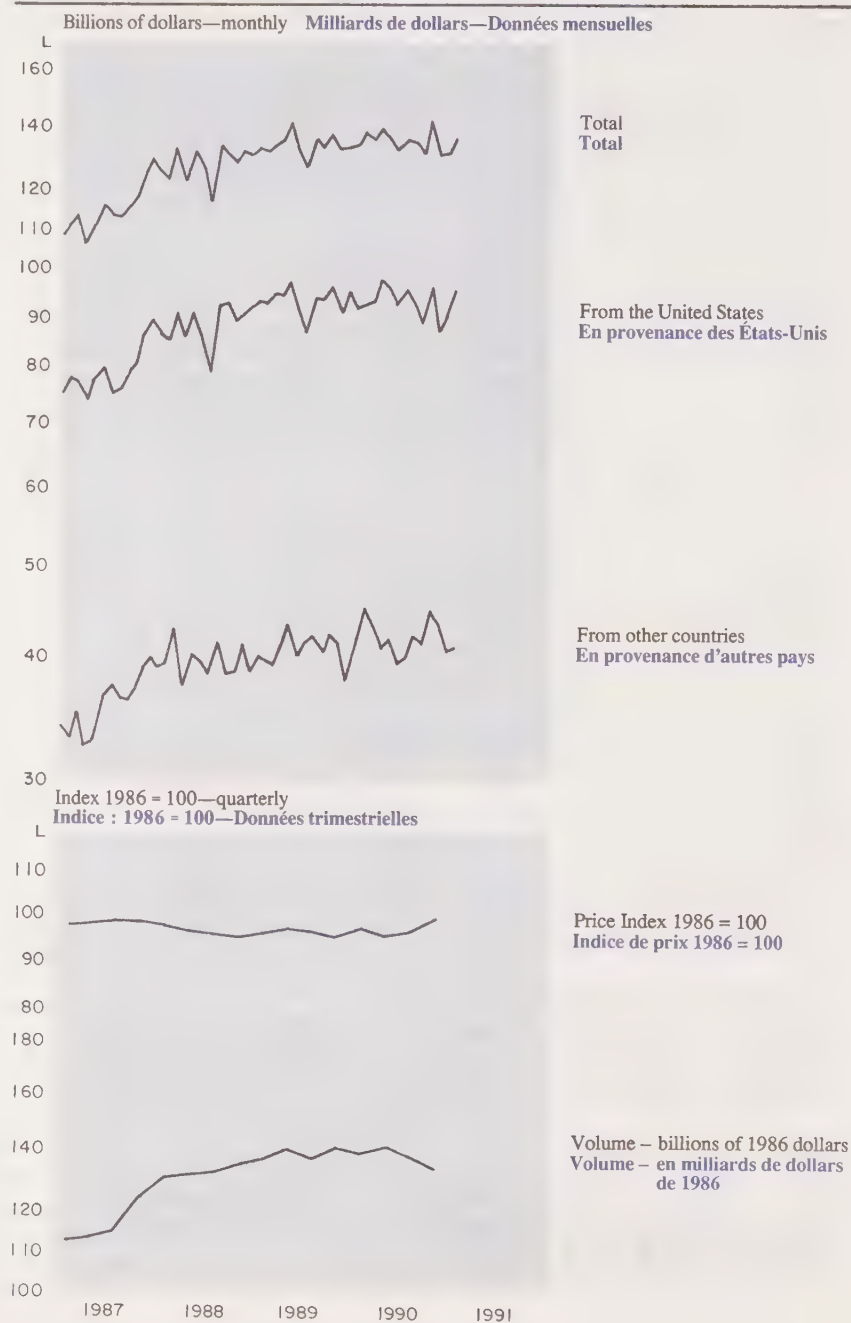 Billions of dollars—monthly Milliards de dollars—Données mensuelles
L
160
140
120
110
100
90
80
70
60
50
40
30
Total
Total
From the United States
En provenance des États-Unis
From other countries
En provenance d'autres pays
Index 1986 = 100—quarterly
Indice : 1986 = 100—Données trimestrielles
L
110
100
90
80
180
160
140
120
110
100
Price Index 1986 = 100
Indice de prix 1986 = 100
Volume – billions of 1986 dollars
Volume – en milliards de dollars
de 1986
1987 1988 1989 1990 1991